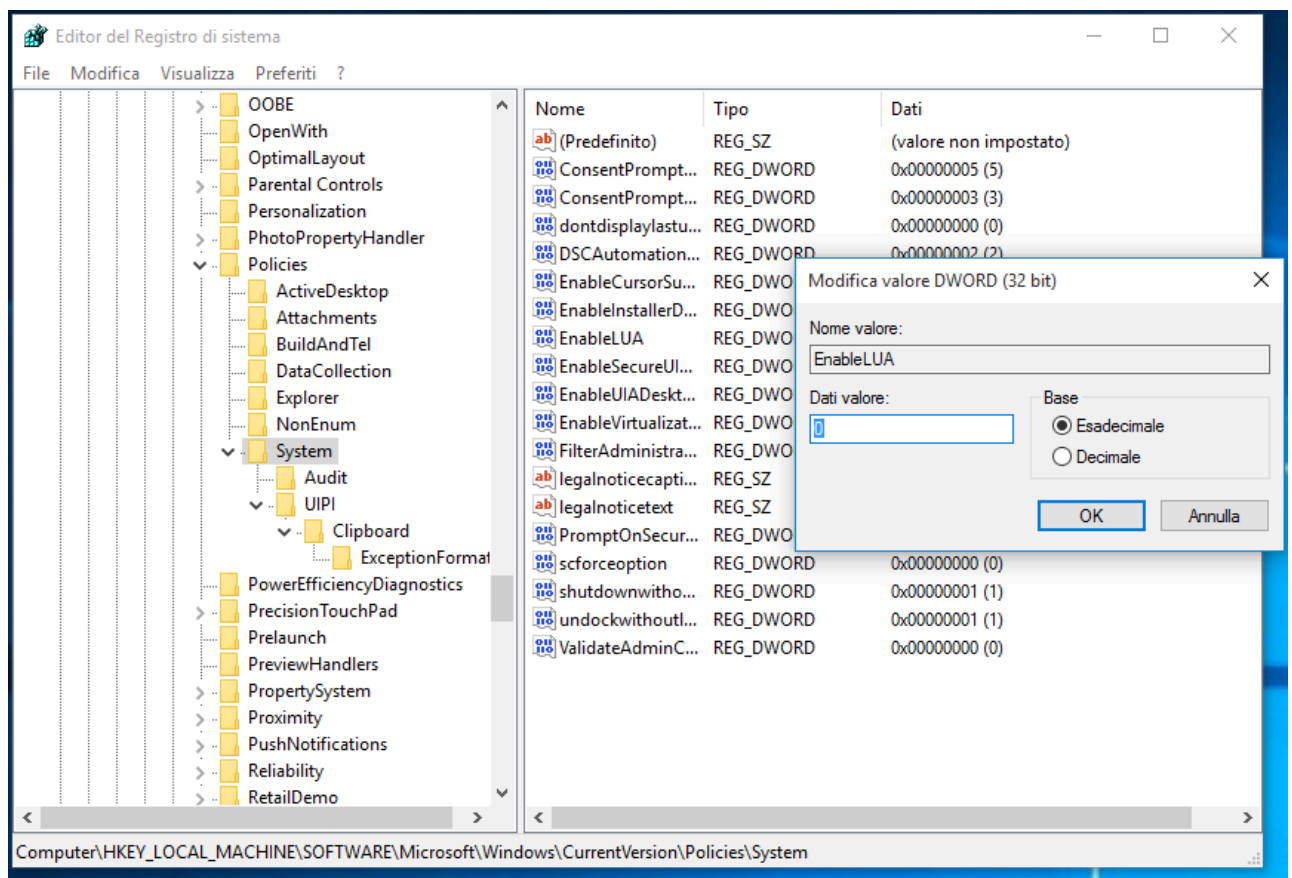 Editor del Registro di sistema
File Modifica Visualizza Preferiti ?
OOBE
OpenWith
OptimalLayout
Parental Controls
Personalization
PhotoPropertyHandler
Policies
ActiveDesktop
Attachments
BuildAndTel
DataCollection
Explorer
NonEnum
System
Audit
UIPI
Clipboard
ExceptionFormat
PowerEfficiencyDiagnostics
PrecisionTouchPad
Prelaunch
PreviewHandlers
PropertySystem
Proximity
PushNotifications
Reliability
RetailDemo
Nome Tipo Dati
(Predefinito) REG_SZ (valore non impostato)
ConsentPrompt... REG_DWORD 0x00000005 (5)
ConsentPrompt... REG_DWORD 0x00000003 (3)
dontdisplaylastu... REG_DWORD 0x00000000 (0)
DSCAutomation... REG_DWORD 0x00000002 (2)
EnableCursorSu... REG_DWO
EnableInstallerD... REG_DWO
EnableLUA REG_DWO
EnableSecureUI... REG_DWO
EnableUIADeskt... REG_DWO
EnableVirtualizat... REG_DWO
FilterAdministra... REG_DWO
legalnoticecapti... REG_SZ
legalnoticetext REG_SZ
PromptOnSecur... REG_DWO
scforceoption REG_DWORD 0x00000000 (0)
shutdownwitho... REG_DWORD 0x00000001 (1)
undockwithoutl... REG_DWORD 0x00000001 (1)
ValidateAdminC... REG_DWORD 0x00000000 (0)
Modifica valore DWORD (32 bit)
Nome valore:
EnableLUA
Dati valore:
0
Base
Esadecimale
Decimale
OK Annulla
Computer\HKEY_LOCAL_MACHINE\SOFTWARE\Microsoft\Windows\CurrentVersion\Policies\System